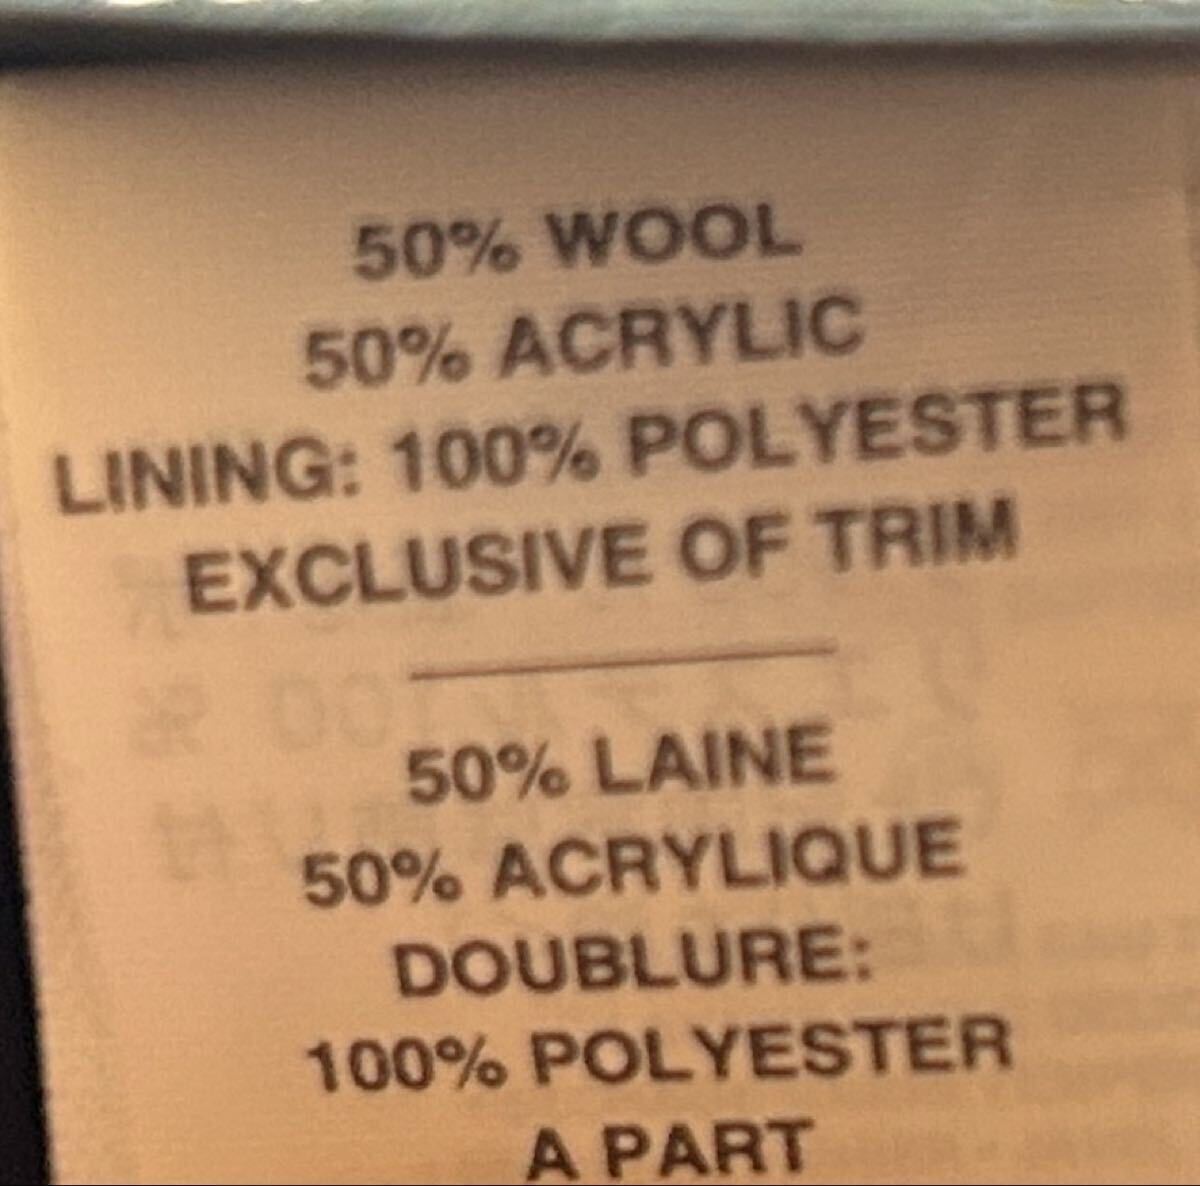 50% WOOL
50% ACRYLIC
LINING: 100% POLYESTER
EXCLUSIVE OF TRIM
50% LAINE
50% ACRYLIQUE
DOUBLURE:
100% POLYESTER
A PART